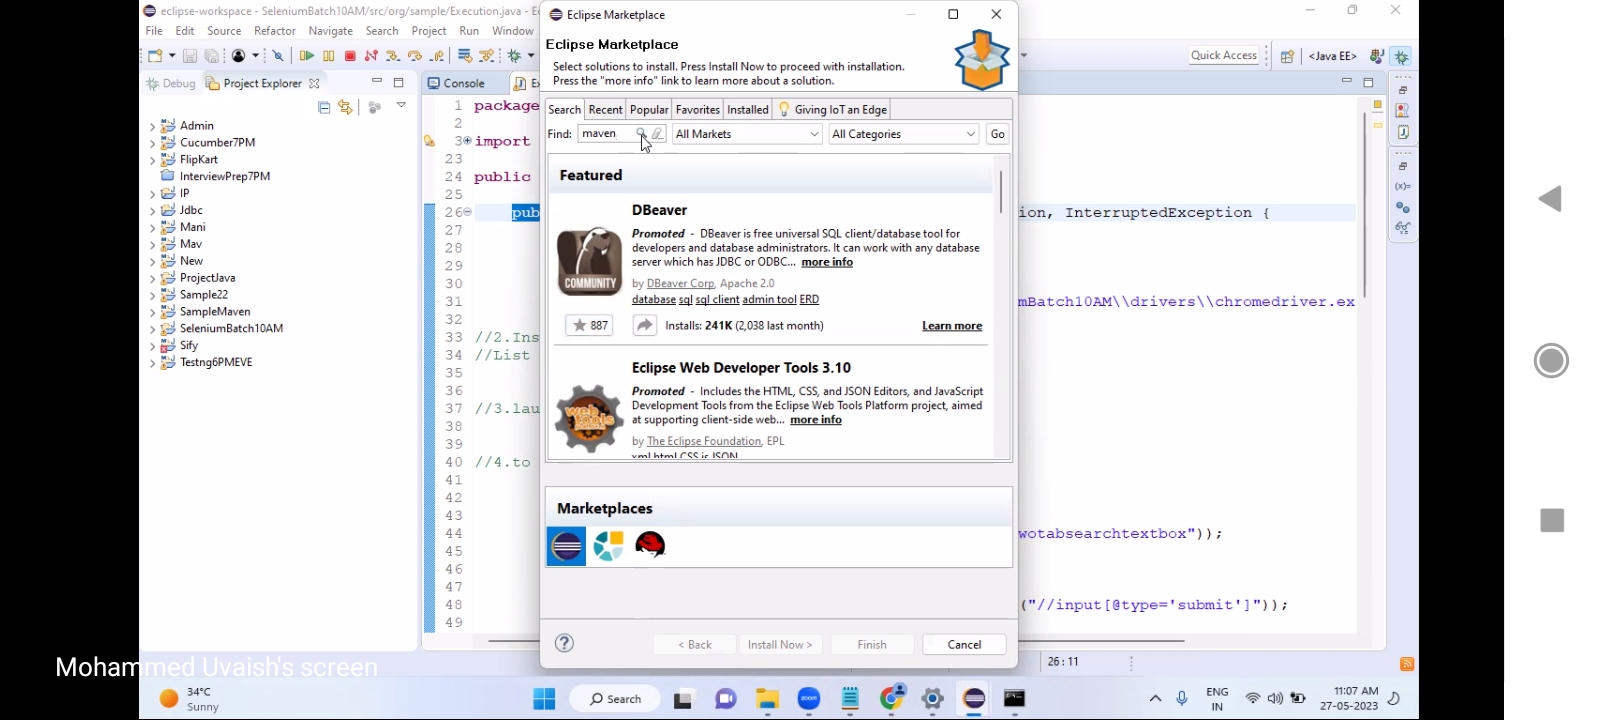 eclipse-workspace - SeleniumBatch10AM/src/org/sample/Execution.java - Ec
File Edit Source Refactor Navigate Search Project Run Window
Quick Access
<Java EE>
Debug Project Explorer
Console
Admin
Cucumber7PM
FlipKart
InterviewPrep7PM
IP
Jdbc
Mani
Mav
New
ProjectJava
Sample22
SampleMaven
SeleniumBatch10AM
Sify
Testng6PMEVE
1 package
2
3 import
23
24 public
25
26 pub ion, InterruptedException {
27
28
29
30
31 mBatch10AM\\drivers\\chromedriver.ex
32
33 //2.Ins
34 //List
35
36
37 //3.lau
38
39
40 //4.to
41
42
43
44 wotabsearchtextbox"));
45
46
47
48 ("//input[@type='submit']"));
49
26 : 11
Eclipse Marketplace
Eclipse Marketplace
Select solutions to install. Press Install Now to proceed with installation.
Press the "more info" link to learn more about a solution.
Search Recent Popular Favorites Installed Giving IoT an Edge
Find: maven All Markets All Categories Go
Featured
DBeaver
Promoted - DBeaver is free universal SQL client/database tool for
developers and database administrators. It can work with any database
server which has JDBC or ODBC... more info
COMMUNITY
by DBeaver Corp, Apache 2.0
database sql sql client admin tool ERD
887 Installs: 241K (2,038 last month) Learn more
Eclipse Web Developer Tools 3.10
Promoted - Includes the HTML, CSS, and JSON Editors, and JavaScript
Development Tools from the Eclipse Web Tools Platform project, aimed
at supporting client-side web... more info
web
tools
by The Eclipse Foundation, EPL
xml html CSS js JSON
Marketplaces
< Back Install Now > Finish Cancel
Mohammed Uvaish's screen
34°C
Sunny
Search
zoom
ENG
IN
11:07 AM
27-05-2023